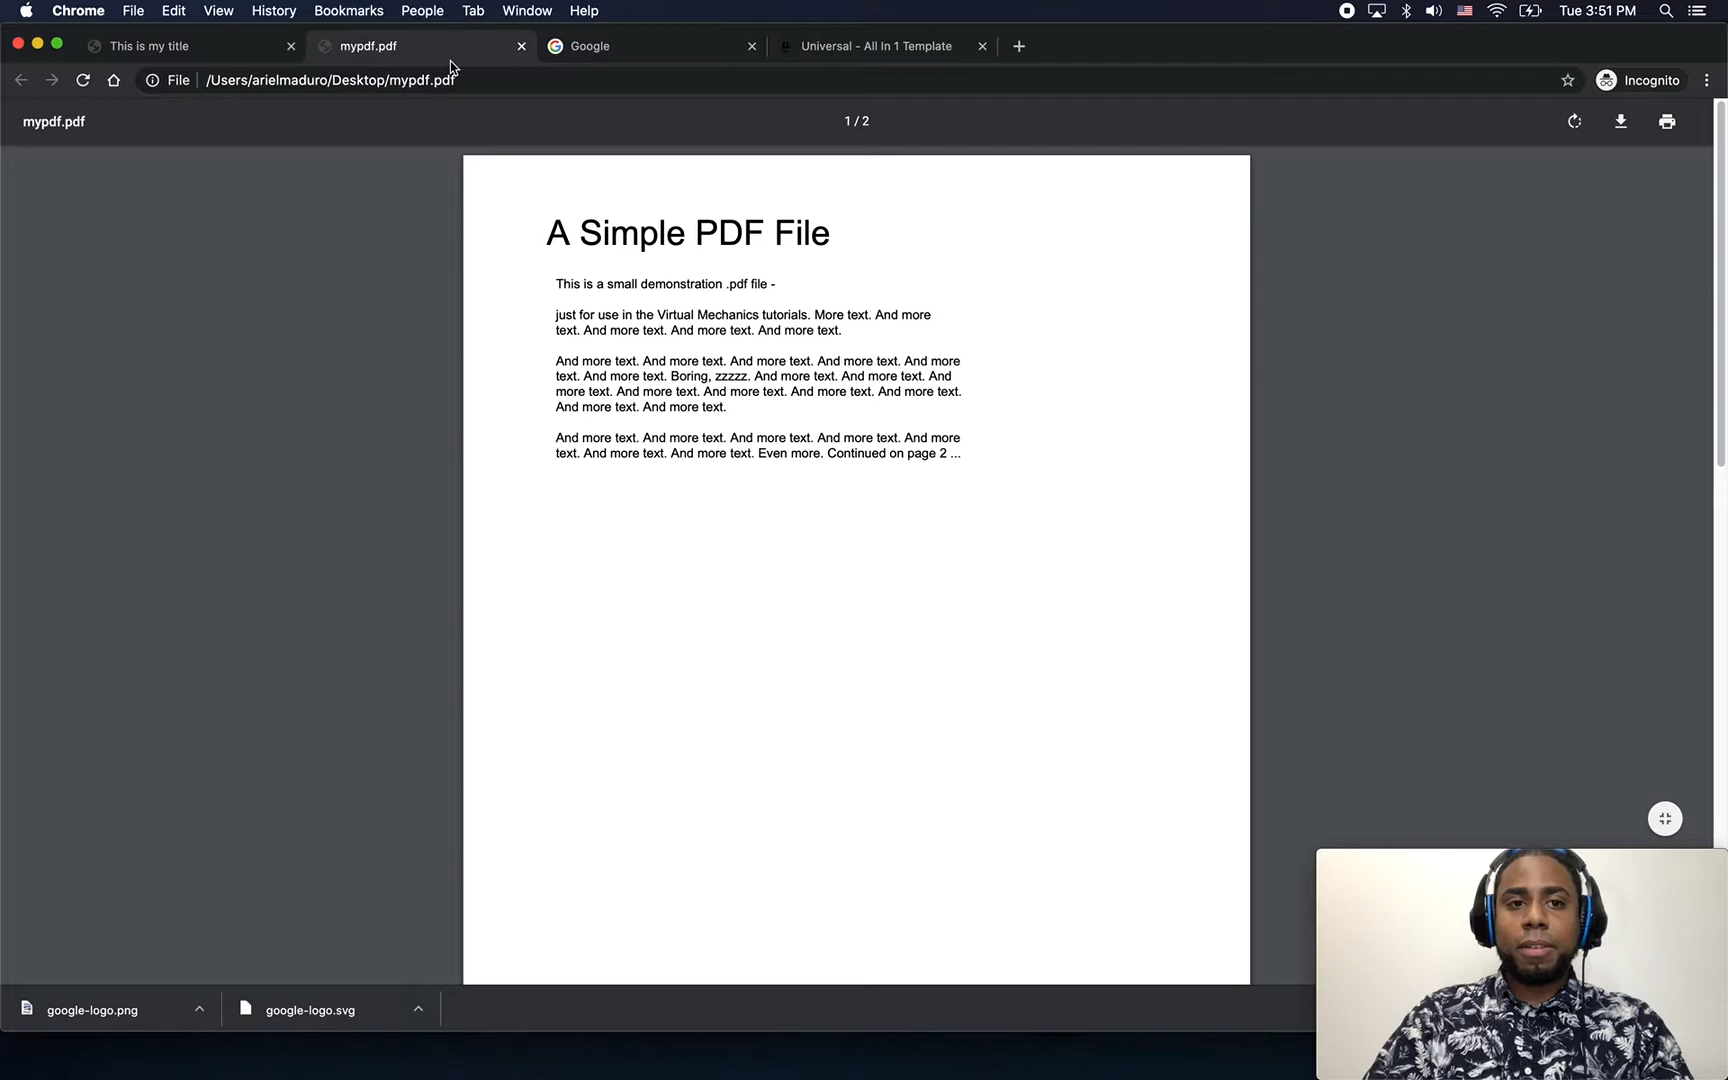 Chrome File Edit View History Bookmarks People Tab Window Help Tue 3:51 PM
This is my title mypdf.pdf Google Universal - All In 1 Template
File /Users/arielmaduro/Desktop/mypdf.pdf Incognito
mypdf.pdf 1 / 2
A Simple PDF File
This is a small demonstration .pdf file -
just for use in the Virtual Mechanics tutorials. More text. And more
text. And more text. And more text. And more text.
And more text. And more text. And more text. And more text. And more
text. And more text. Boring, zzzzz. And more text. And more text. And
more text. And more text. And more text. And more text. And more text.
And more text. And more text.
And more text. And more text. And more text. And more text. And more
text. And more text. And more text. Even more. Continued on page 2 ...
google-logo.png google-logo.svg